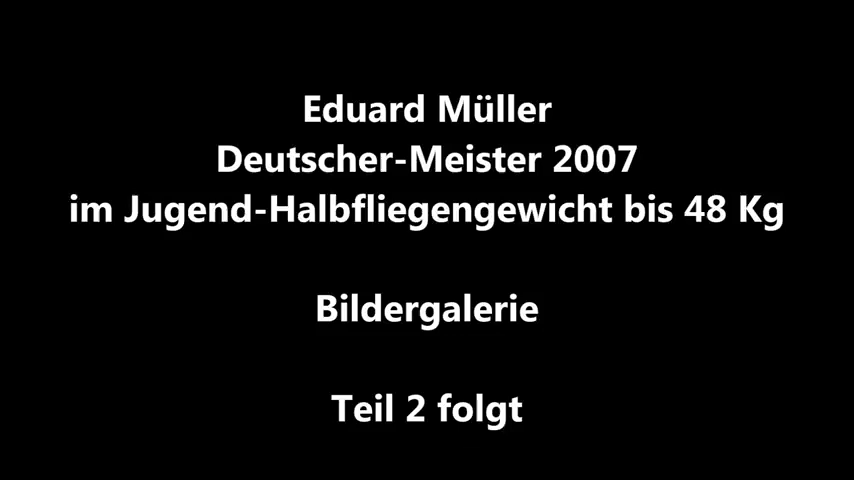 Eduard Müller
Deutscher-Meister 2007
im Jugend-Halbfliegengewicht bis 48 Kg
Bildergalerie
Teil 2 folgt